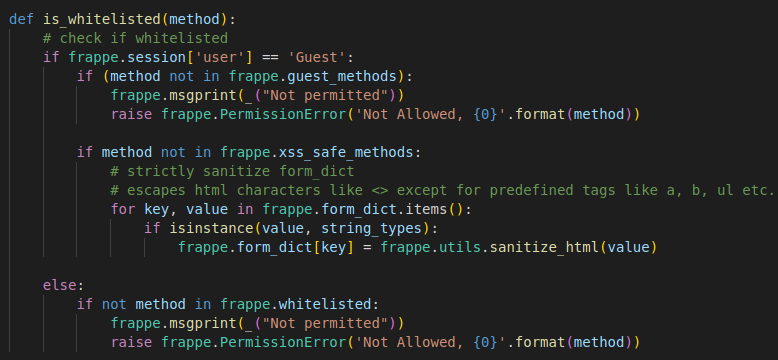 def is_whitelisted(method):
    # check if whitelisted
    if frappe.session['user'] == 'Guest':
        if (method not in frappe.guest_methods):
            frappe.msgprint(_("Not permitted"))
            raise frappe.PermissionError('Not Allowed, {0}'.format(method))

        if method not in frappe.xss_safe_methods:
            # strictly sanitize form_dict
            # escapes html characters like <> except for predefined tags like a, b, ul etc.
            for key, value in frappe.form_dict.items():
                if isinstance(value, string_types):
                    frappe.form_dict[key] = frappe.utils.sanitize_html(value)

    else:
        if not method in frappe.whitelisted:
            frappe.msgprint(_("Not permitted"))
            raise frappe.PermissionError('Not Allowed, {0}'.format(method))